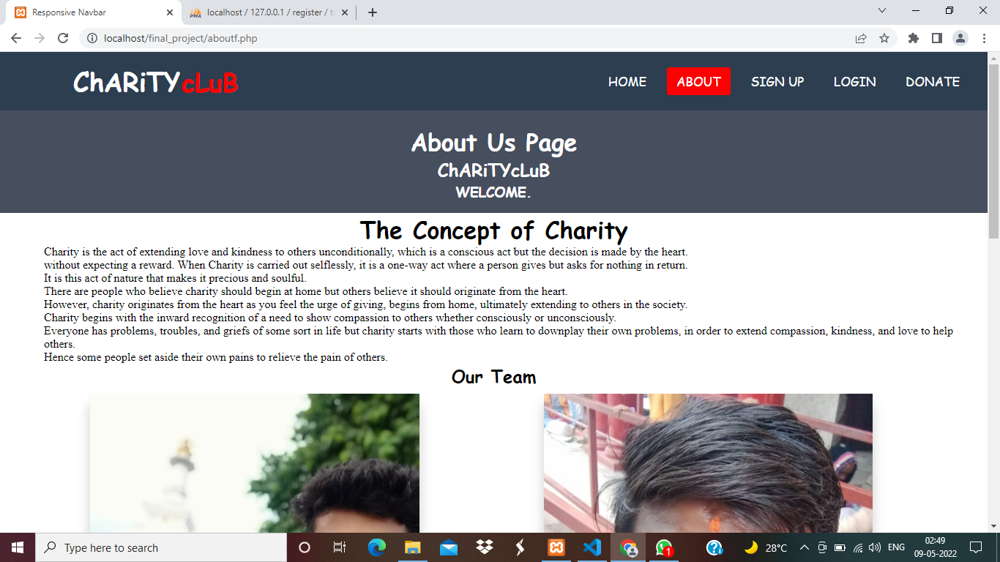 Responsive Navbar
localhost / 127.0.0.1 / register / ta
localhost/final_project/aboutf.php
ChARiTYcLuB
HOME ABOUT SIGN UP LOGIN DONATE
About Us Page
ChARiTYcLuB
WELCOME.
The Concept of Charity
Charity is the act of extending love and kindness to others unconditionally, which is a conscious act but the decision is made by the heart.
without expecting a reward. When Charity is carried out selflessly, it is a one-way act where a person gives but asks for nothing in return.
It is this act of nature that makes it precious and soulful.
There are people who believe charity should begin at home but others believe it should originate from the heart.
However, charity originates from the heart as you feel the urge of giving, begins from home, ultimately extending to others in the society.
Charity begins with the inward recognition of a need to show compassion to others whether consciously or unconsciously.
Everyone has problems, troubles, and griefs of some sort in life but charity starts with those who learn to downplay their own problems, in order to extend compassion, kindness, and love to help
others.
Hence some people set aside their own pains to relieve the pain of others.
Our Team
Type here to search
1
28°C
ENG
02:49
09-05-2022